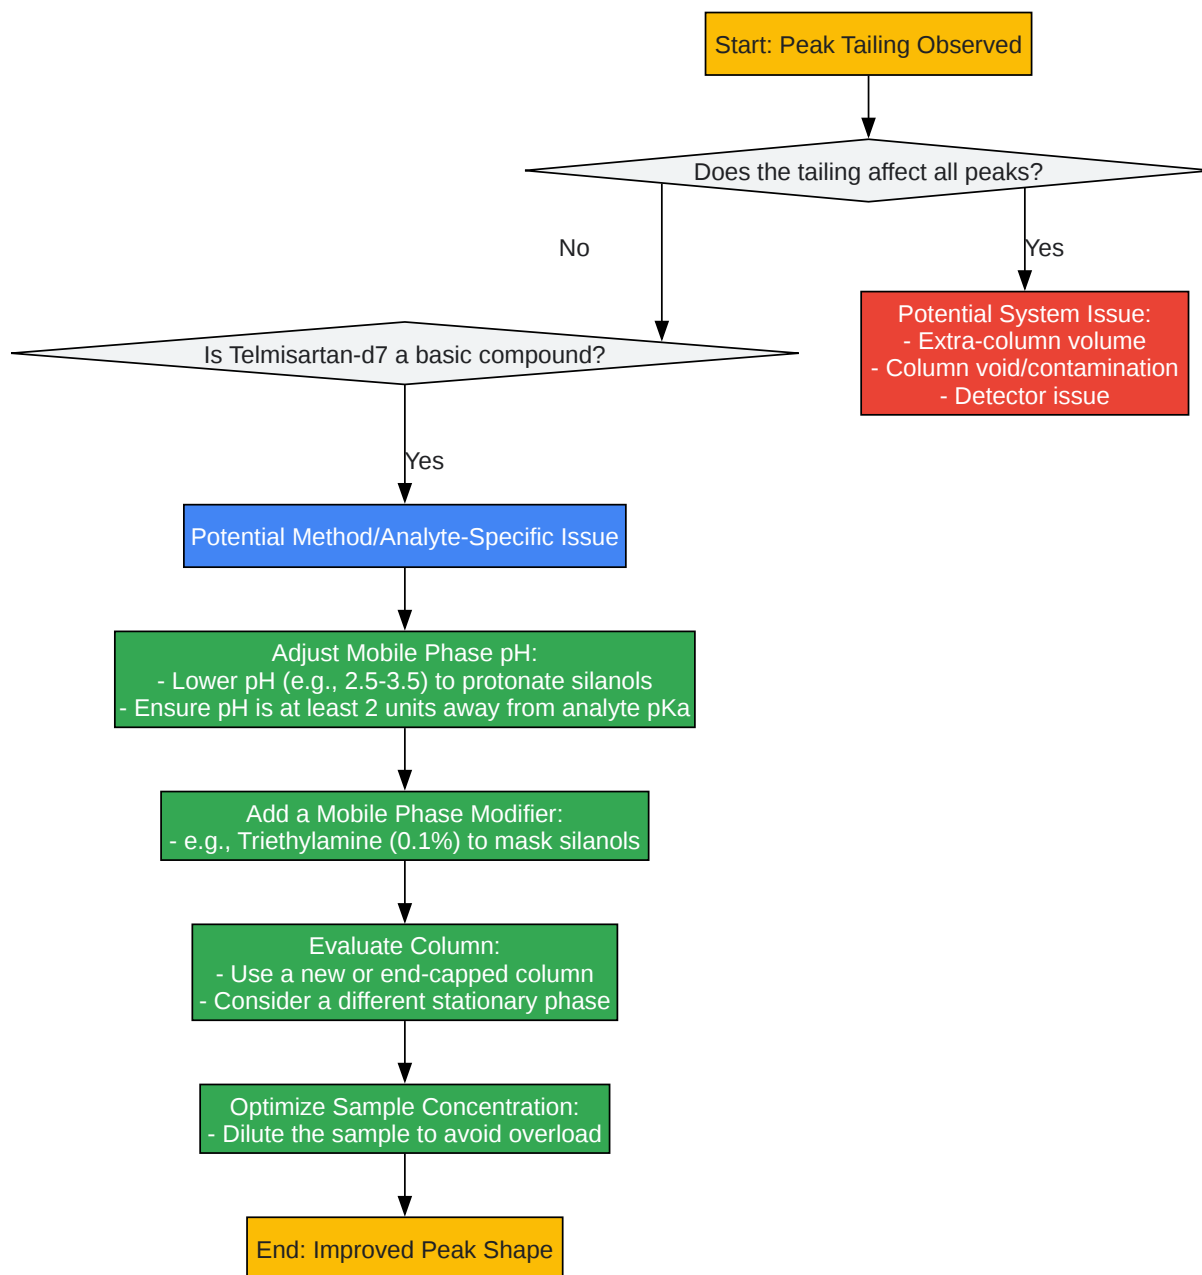 Start: Peak Tailing Observed
Does the tailing affect all peaks?
No
Yes
Potential System Issue:
- Extra-column volume
- Column void/contamination
- Detector issue
Is Telmisartan-d7 a basic compound?
Yes
Potential Method/Analyte-Specific Issue
Adjust Mobile Phase pH:
- Lower pH (e.g., 2.5-3.5) to protonate silanols
- Ensure pH is at least 2 units away from analyte pKa
Add a Mobile Phase Modifier:
- e.g., Triethylamine (0.1%) to mask silanols
Evaluate Column:
- Use a new or end-capped column
- Consider a different stationary phase
Optimize Sample Concentration:
- Dilute the sample to avoid overload
End: Improved Peak Shape